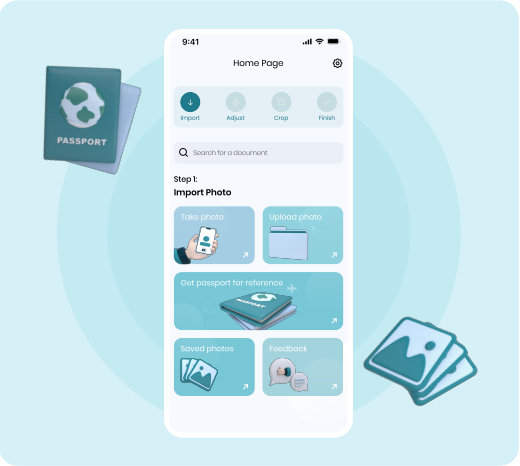 9:41
Home Page
Import
Adjust
Crop
Finish
Search for a document
Step 1:
Import Photo
Take photo
Upload photo
Get passport for reference
PASSPORT
Saved photos
Feedback
PASSPORT